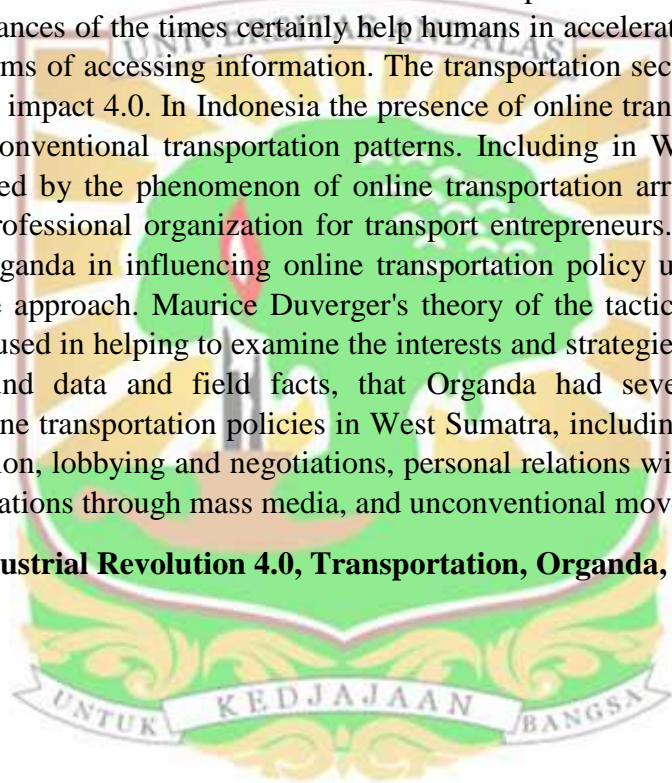 ances of the times certainly help humans in accelerat
ms of accessing information. The transportation sec
impact 4.0. In Indonesia the presence of online tran
onventional transportation patterns. Including in W
ed by the phenomenon of online transportation arr
rofessional organization for transport entrepreneurs.
ganda in influencing online transportation policy u
approach. Maurice Duverger's theory of the tactic
used in helping to examine the interests and strategie
und data and field facts, that Organda had seve
ne transportation policies in West Sumatra, includin
ion, lobbying and negotiations, personal relations wi
ations through mass media, and unconventional mov
ustrial Revolution 4.0, Transportation, Organda,
UNIVERSITAS ANDALAS
UNTUK KEDJAJAAN BANGSA